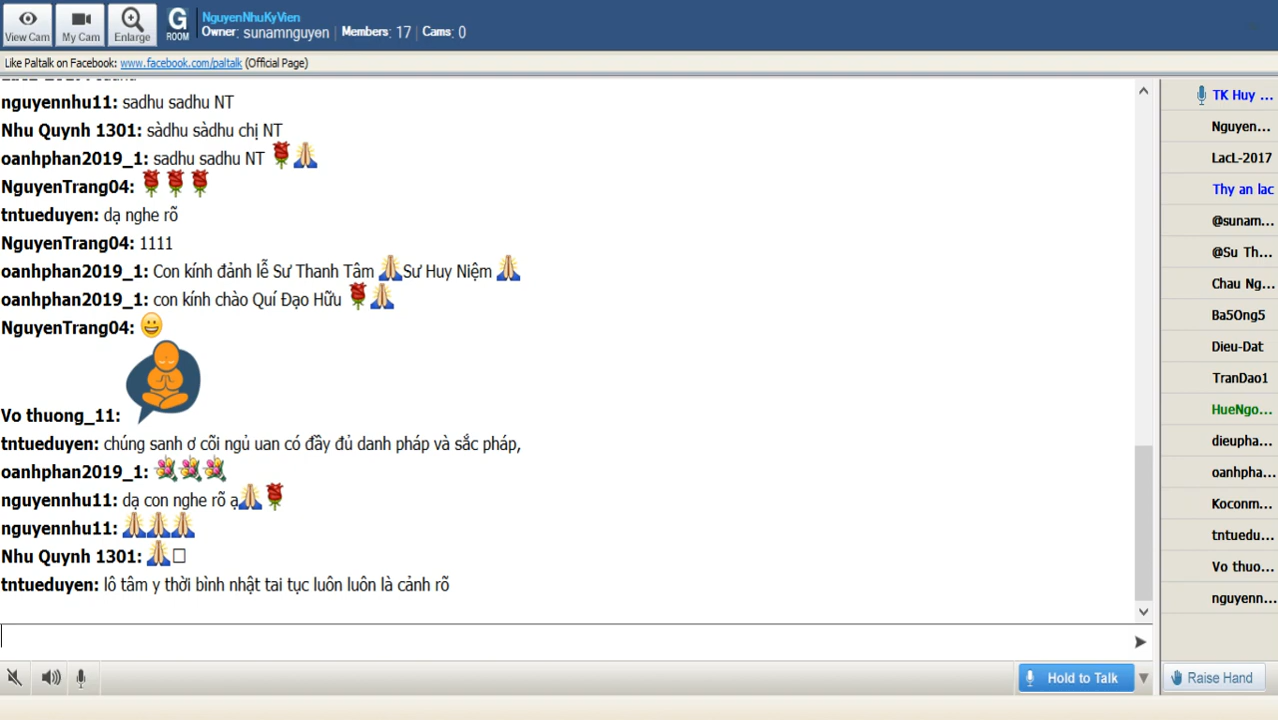 View Cam
My Cam
Enlarge
G
ROOM
NguyenNhuKyVien
Owner: sunamnguyen | Members: 17 | Cams: 0
Like Paltalk on Facebook: www.facebook.com/paltalk (Official Page)
nguyennhu11: sadhu sadhu NT
Nhu Quynh 1301: sàdhu sàdhu chị NT
oanhphan2019_1: sadhu sadhu NT
NguyenTrang04:
tntueduyen: dạ nghe rõ
NguyenTrang04: 1111
oanhphan2019_1: Con kính đảnh lễ Sư Thanh Tâm Sư Huy Niệm
oanhphan2019_1: con kính chào Quí Đạo Hữu
NguyenTrang04:
Vo thuong_11:
tntueduyen: chúng sanh ơ cõi ngủ uan có đầy đủ danh pháp và sắc pháp,
oanhphan2019_1:
nguyennhu11: dạ con nghe rõ ạ
nguyennhu11:
Nhu Quynh 1301:
tntueduyen: lô tâm y thời bình nhật tai tục luôn luôn là cảnh rõ
TK Huy ...
Nguyen...
LacL-2017
Thy an lac
@sunam...
@Su Th...
Chau Ng...
Ba5Ong5
Dieu-Dat
TranDao1
HueNgo...
dieupha...
oanhpha...
Koconm...
tntuedu...
Vo thuo...
nguyenn...
Hold to Talk
Raise Hand